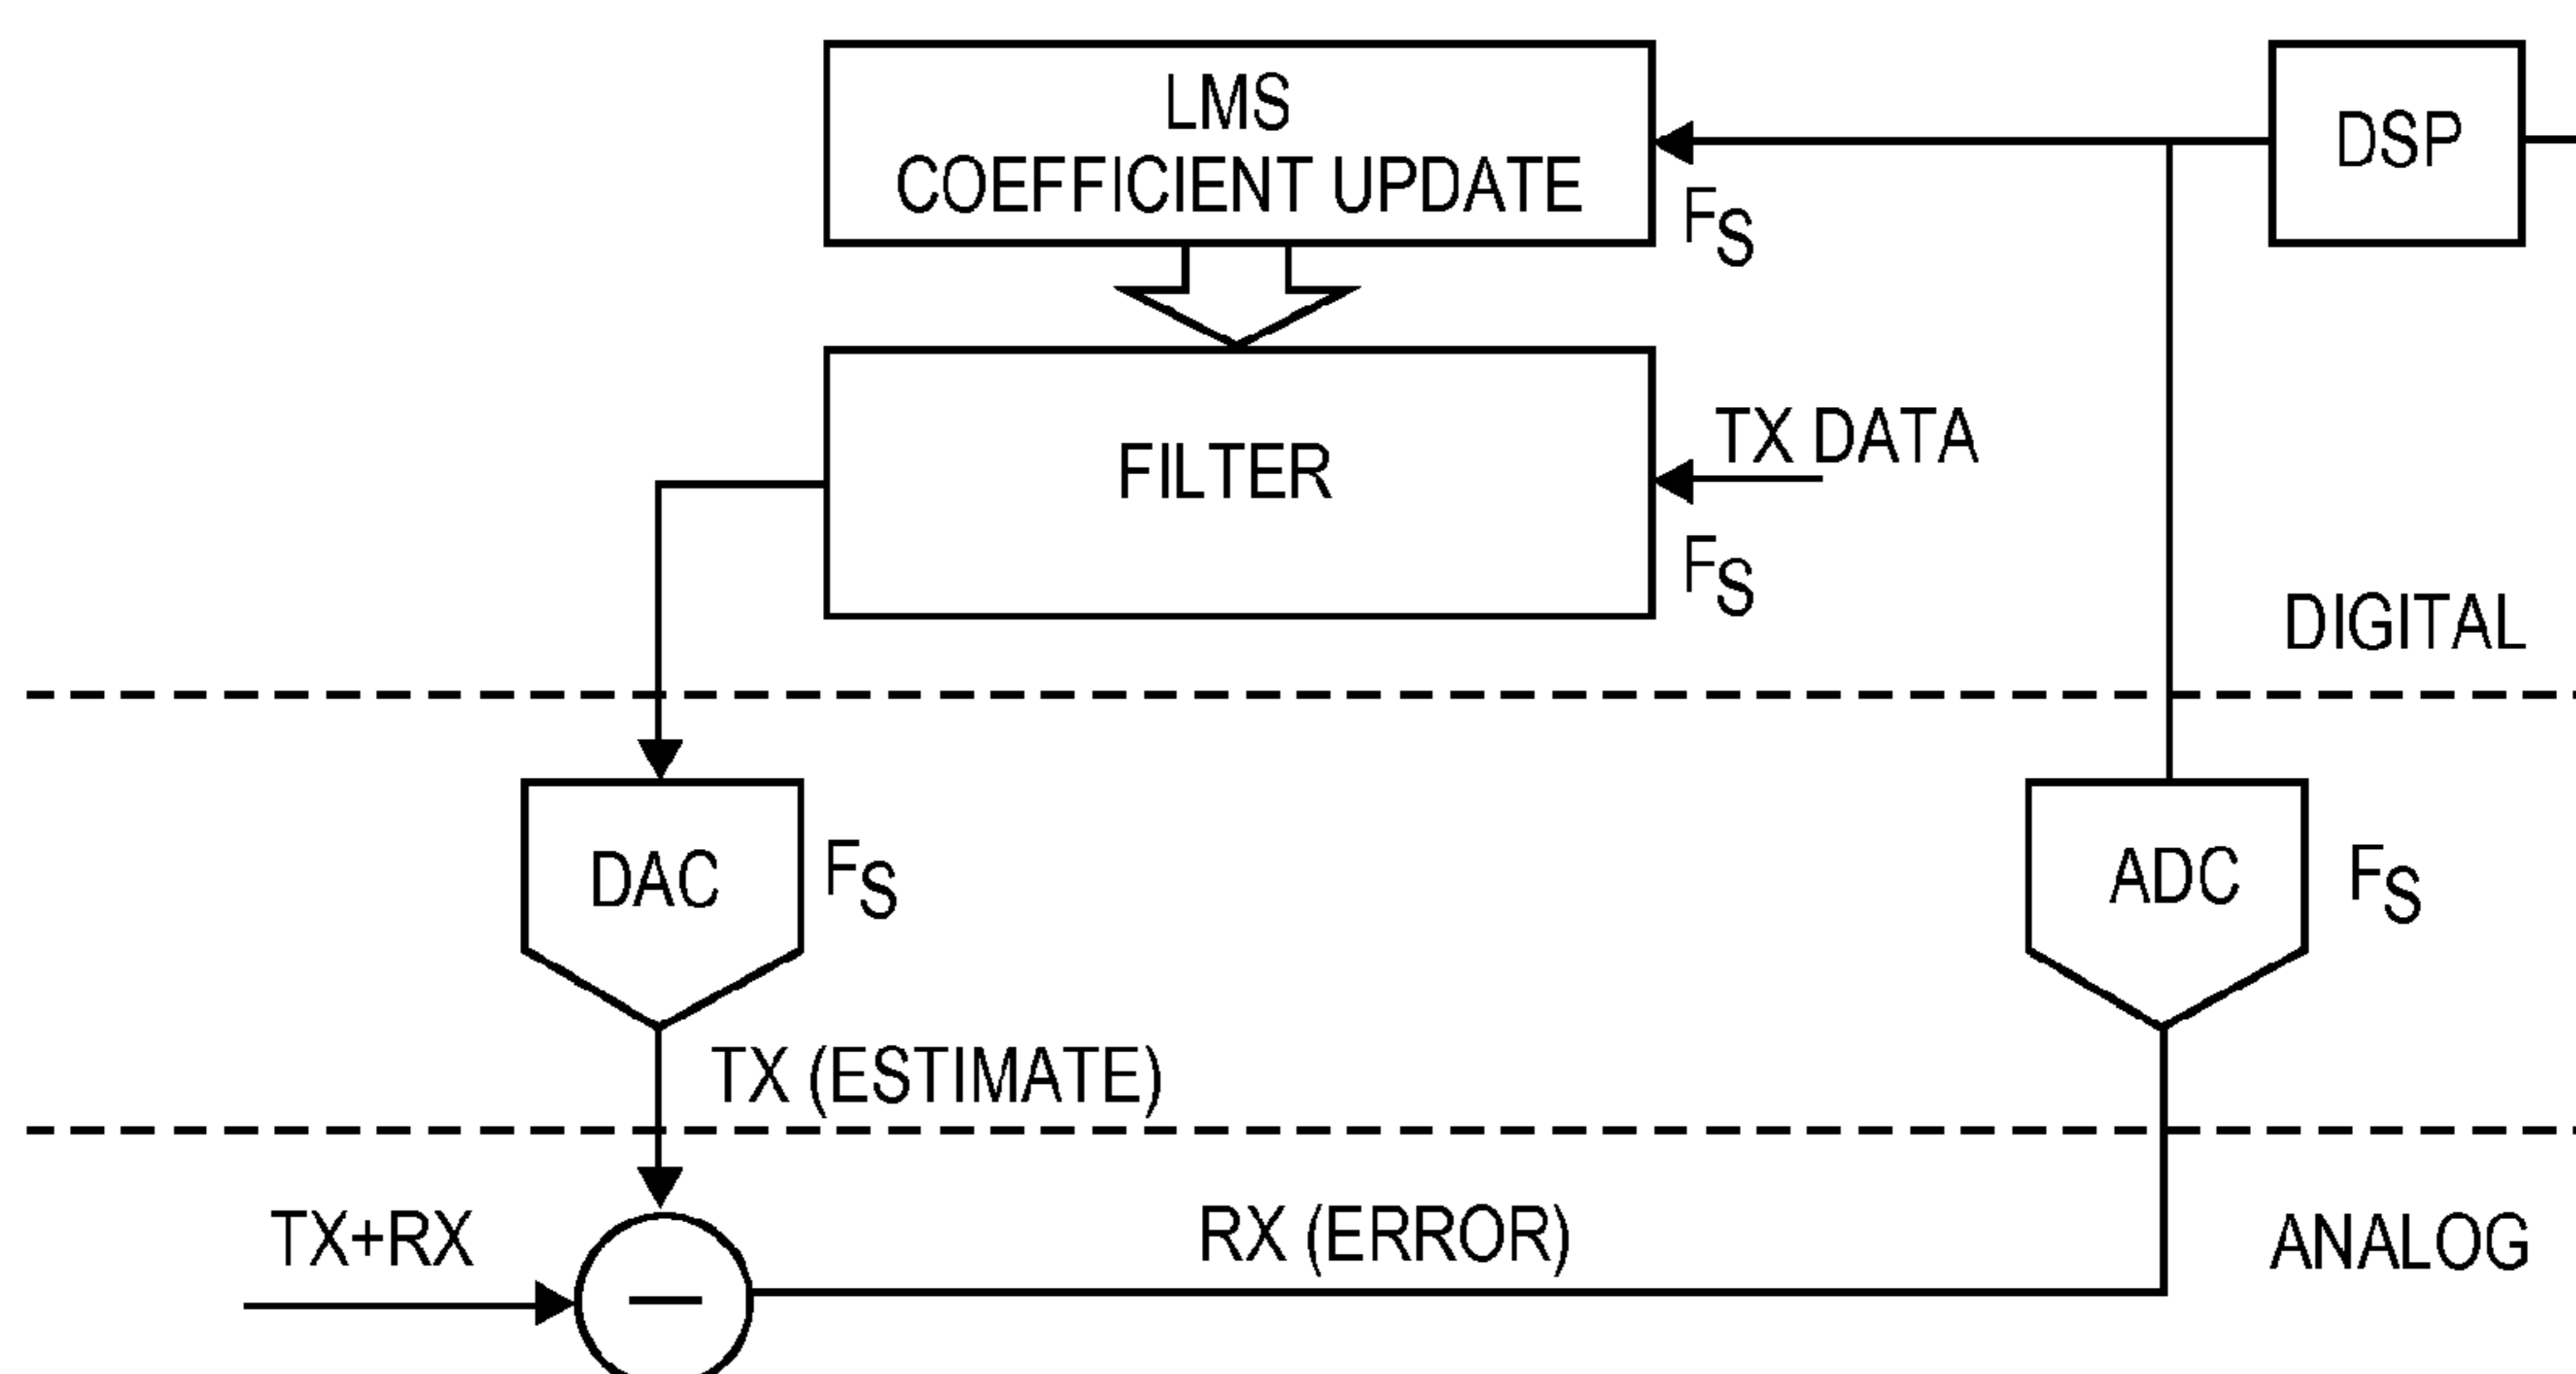 LMS
COEFFICIENT UPDATE
DSP
FS
FILTER
TX DATA
FS
DIGITAL
DAC
FS
ADC
FS
TX (ESTIMATE)
TX+RX
RX (ERROR)
ANALOG